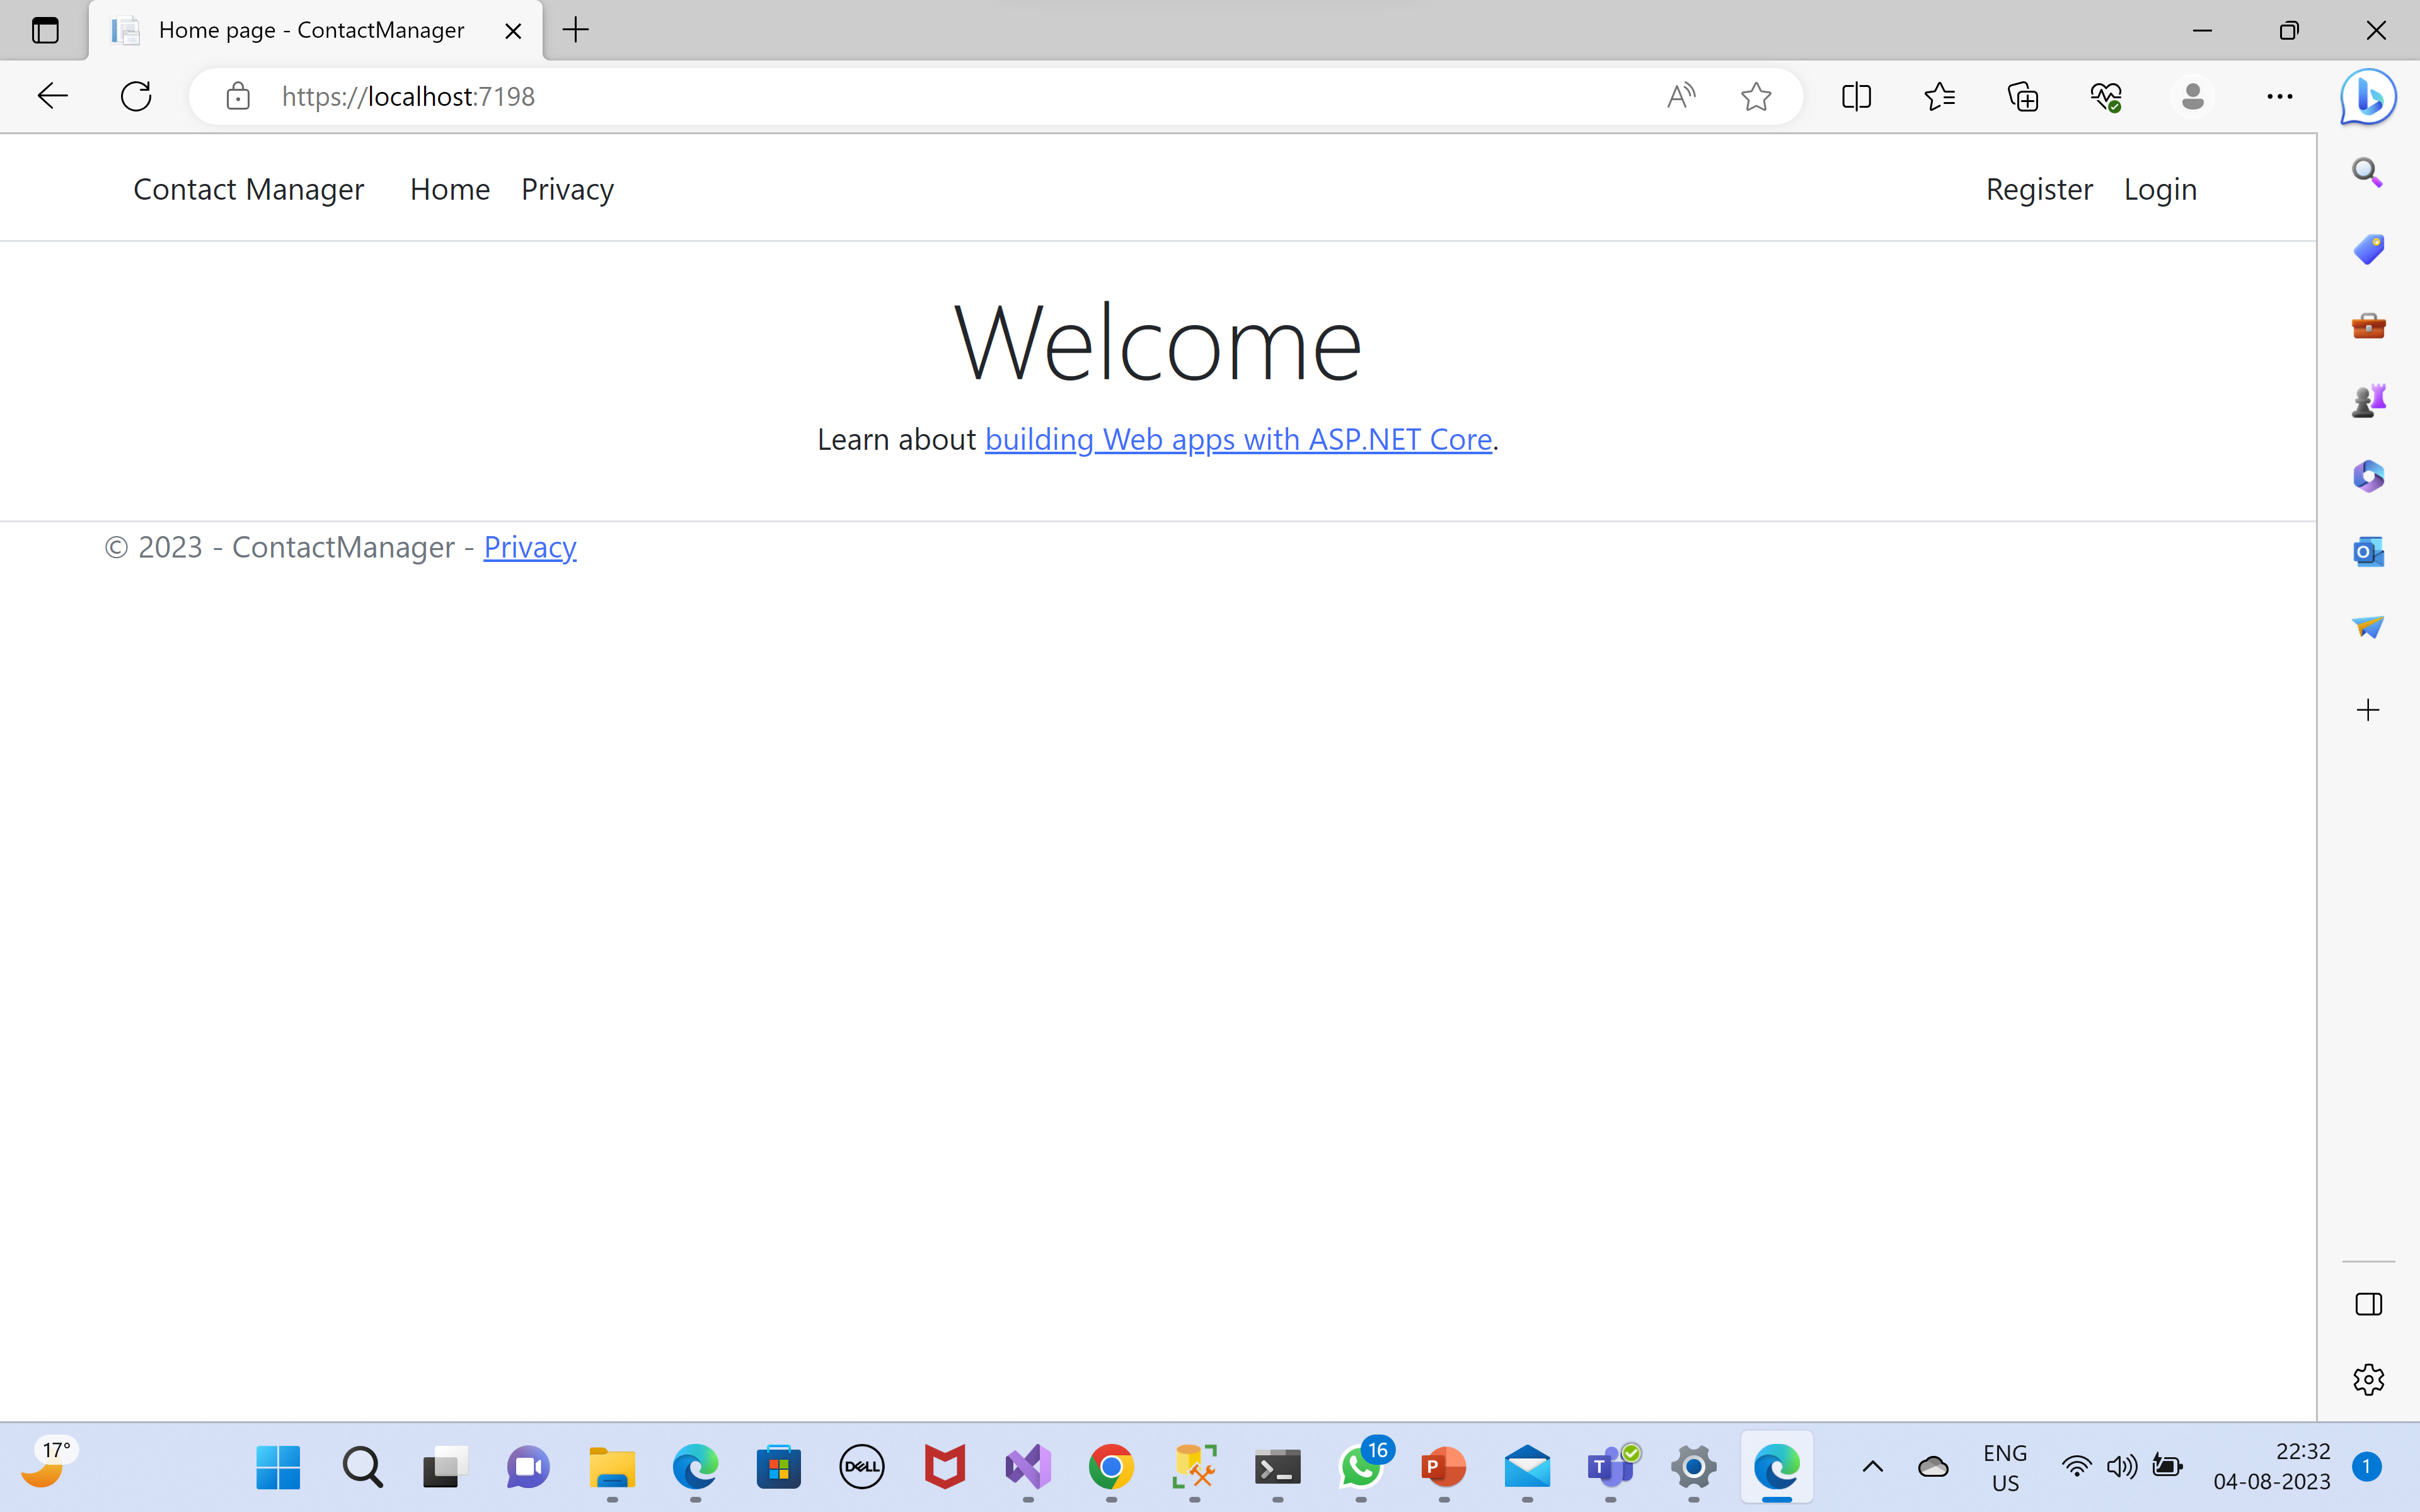 Home page - ContactManager
https://localhost:7198
Contact Manager Home Privacy Register Login
Welcome
Learn about building Web apps with ASP.NET Core.
© 2023 - ContactManager - Privacy
17°
DELL
16
P
T
O
ENG
US
22:32
04-08-2023
1